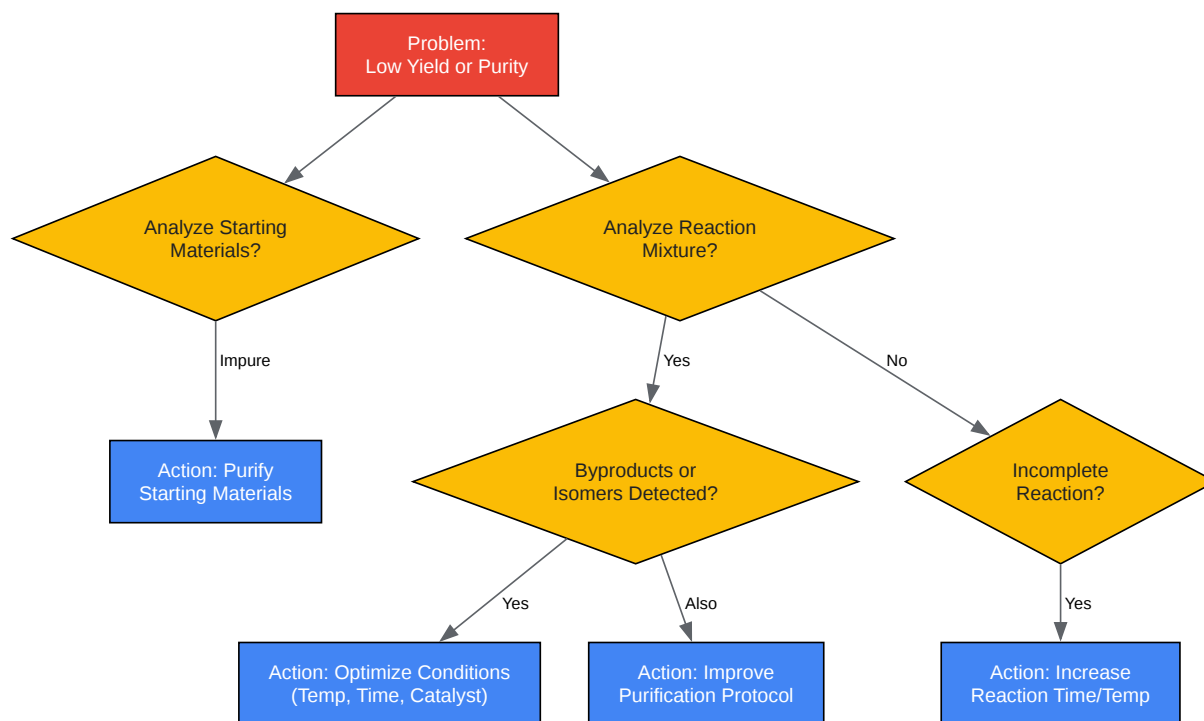 Problem:
Low Yield or Purity
Analyze Starting
Materials?
Analyze Reaction
Mixture?
Impure
Yes
No
Action: Purify
Starting Materials
Byproducts or
Isomers Detected?
Incomplete
Reaction?
Yes
Also
Yes
Action: Optimize Conditions
(Temp, Time, Catalyst)
Action: Improve
Purification Protocol
Action: Increase
Reaction Time/Temp